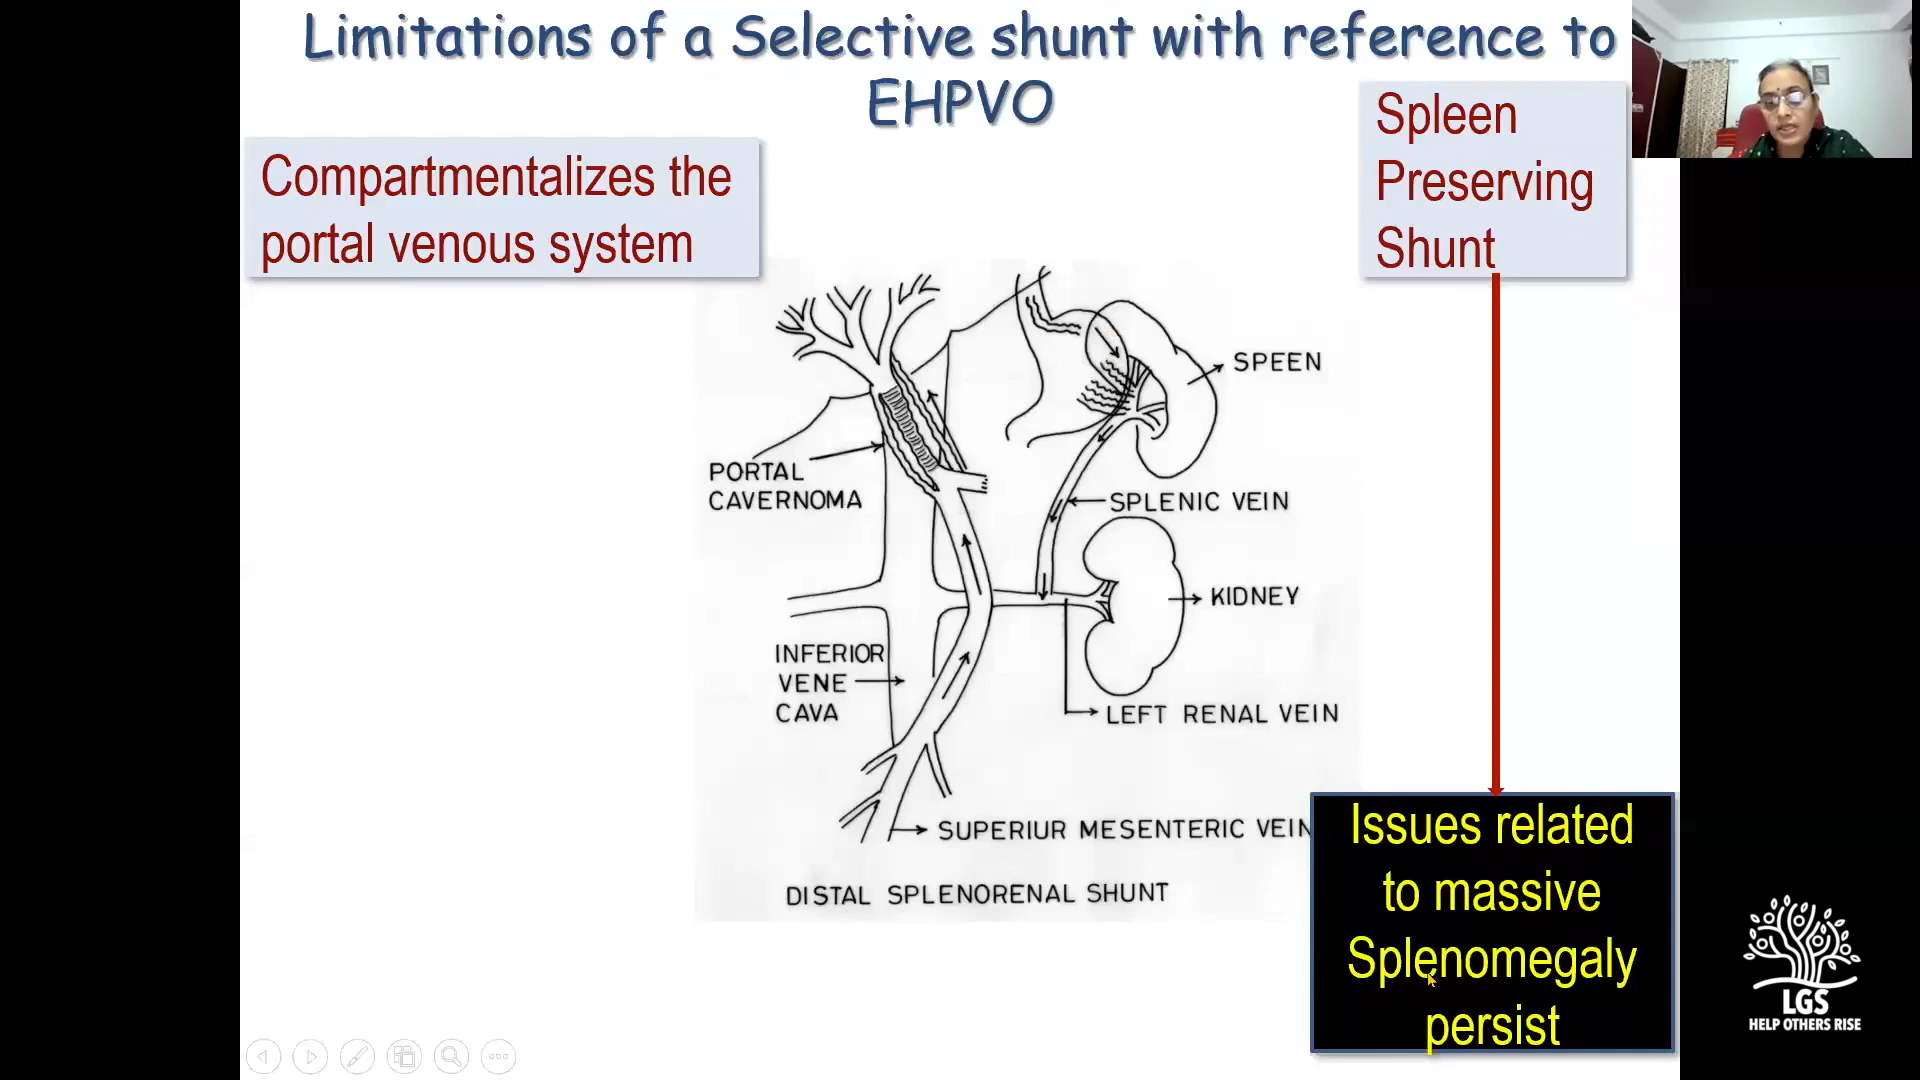 Limitations of a Selective shunt with reference to
EHPVO
Compartmentalizes the
portal venous system
Spleen
Preserving
Shunt
SPEEN
PORTAL
CAVERNOMA
SPLENIC VEIN
KIDNEY
INFERIOR
VENE
CAVA
LEFT RENAL VEIN
SUPERIUR MESENTERIC VEIN
DISTAL SPLENORENAL SHUNT
Issues related
to massive
Splenomegaly
persist
LGS
HELP OTHERS RISE